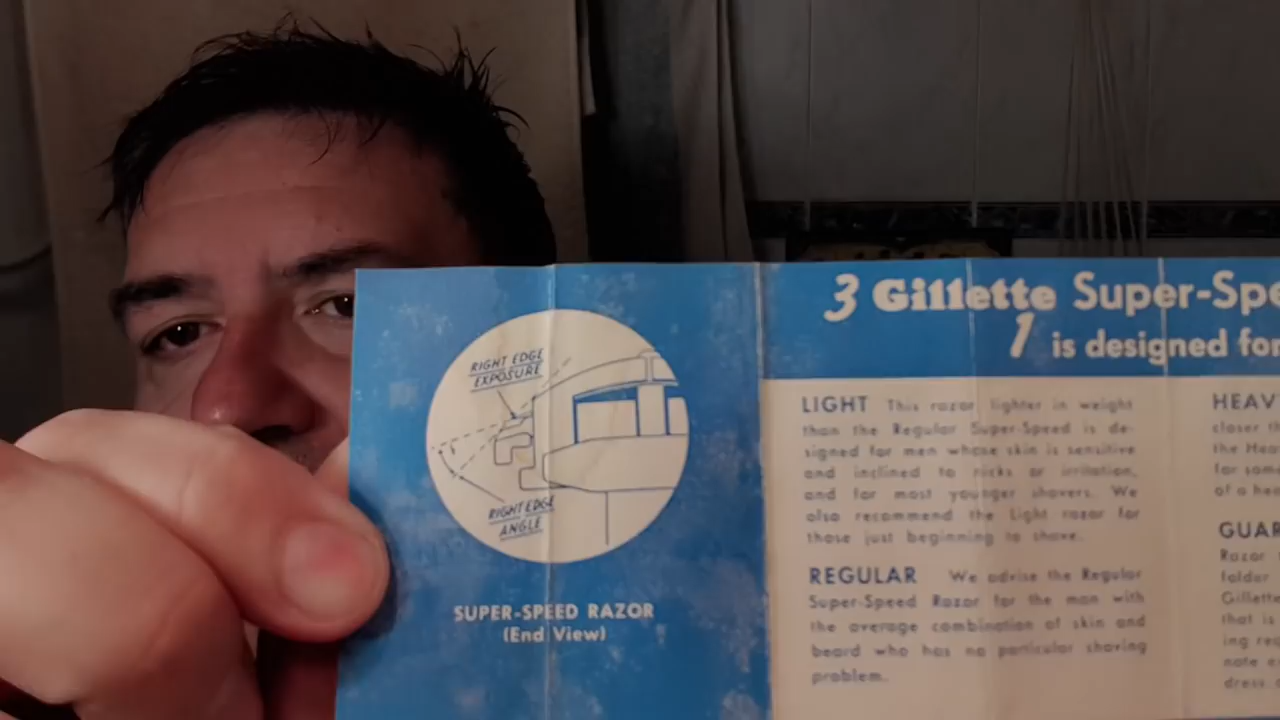 RIGHT EDGE
EXPOSURE
RIGHT EDGE
ANGLE
SUPER-SPEED RAZOR
(End View)
3 Gillette Super-Spe
1 is designed for
LIGHT This razor lighter in weight
than the Regular Super-Speed is de-
signed for men whose skin is sensitive
and inclined to nicks or irritation,
and for most younger shavers. We
also recommend the Light razor for
those just beginning to shave.
REGULAR We advise the Regular
Super-Speed Razor for the man with
the average combination of skin and
beard who has no particular shaving
problem.
HEAV
closer th
the Hea
for som
of a hea
GUAR
Razor
folder
Gillette
that is
ing re
note e
dress